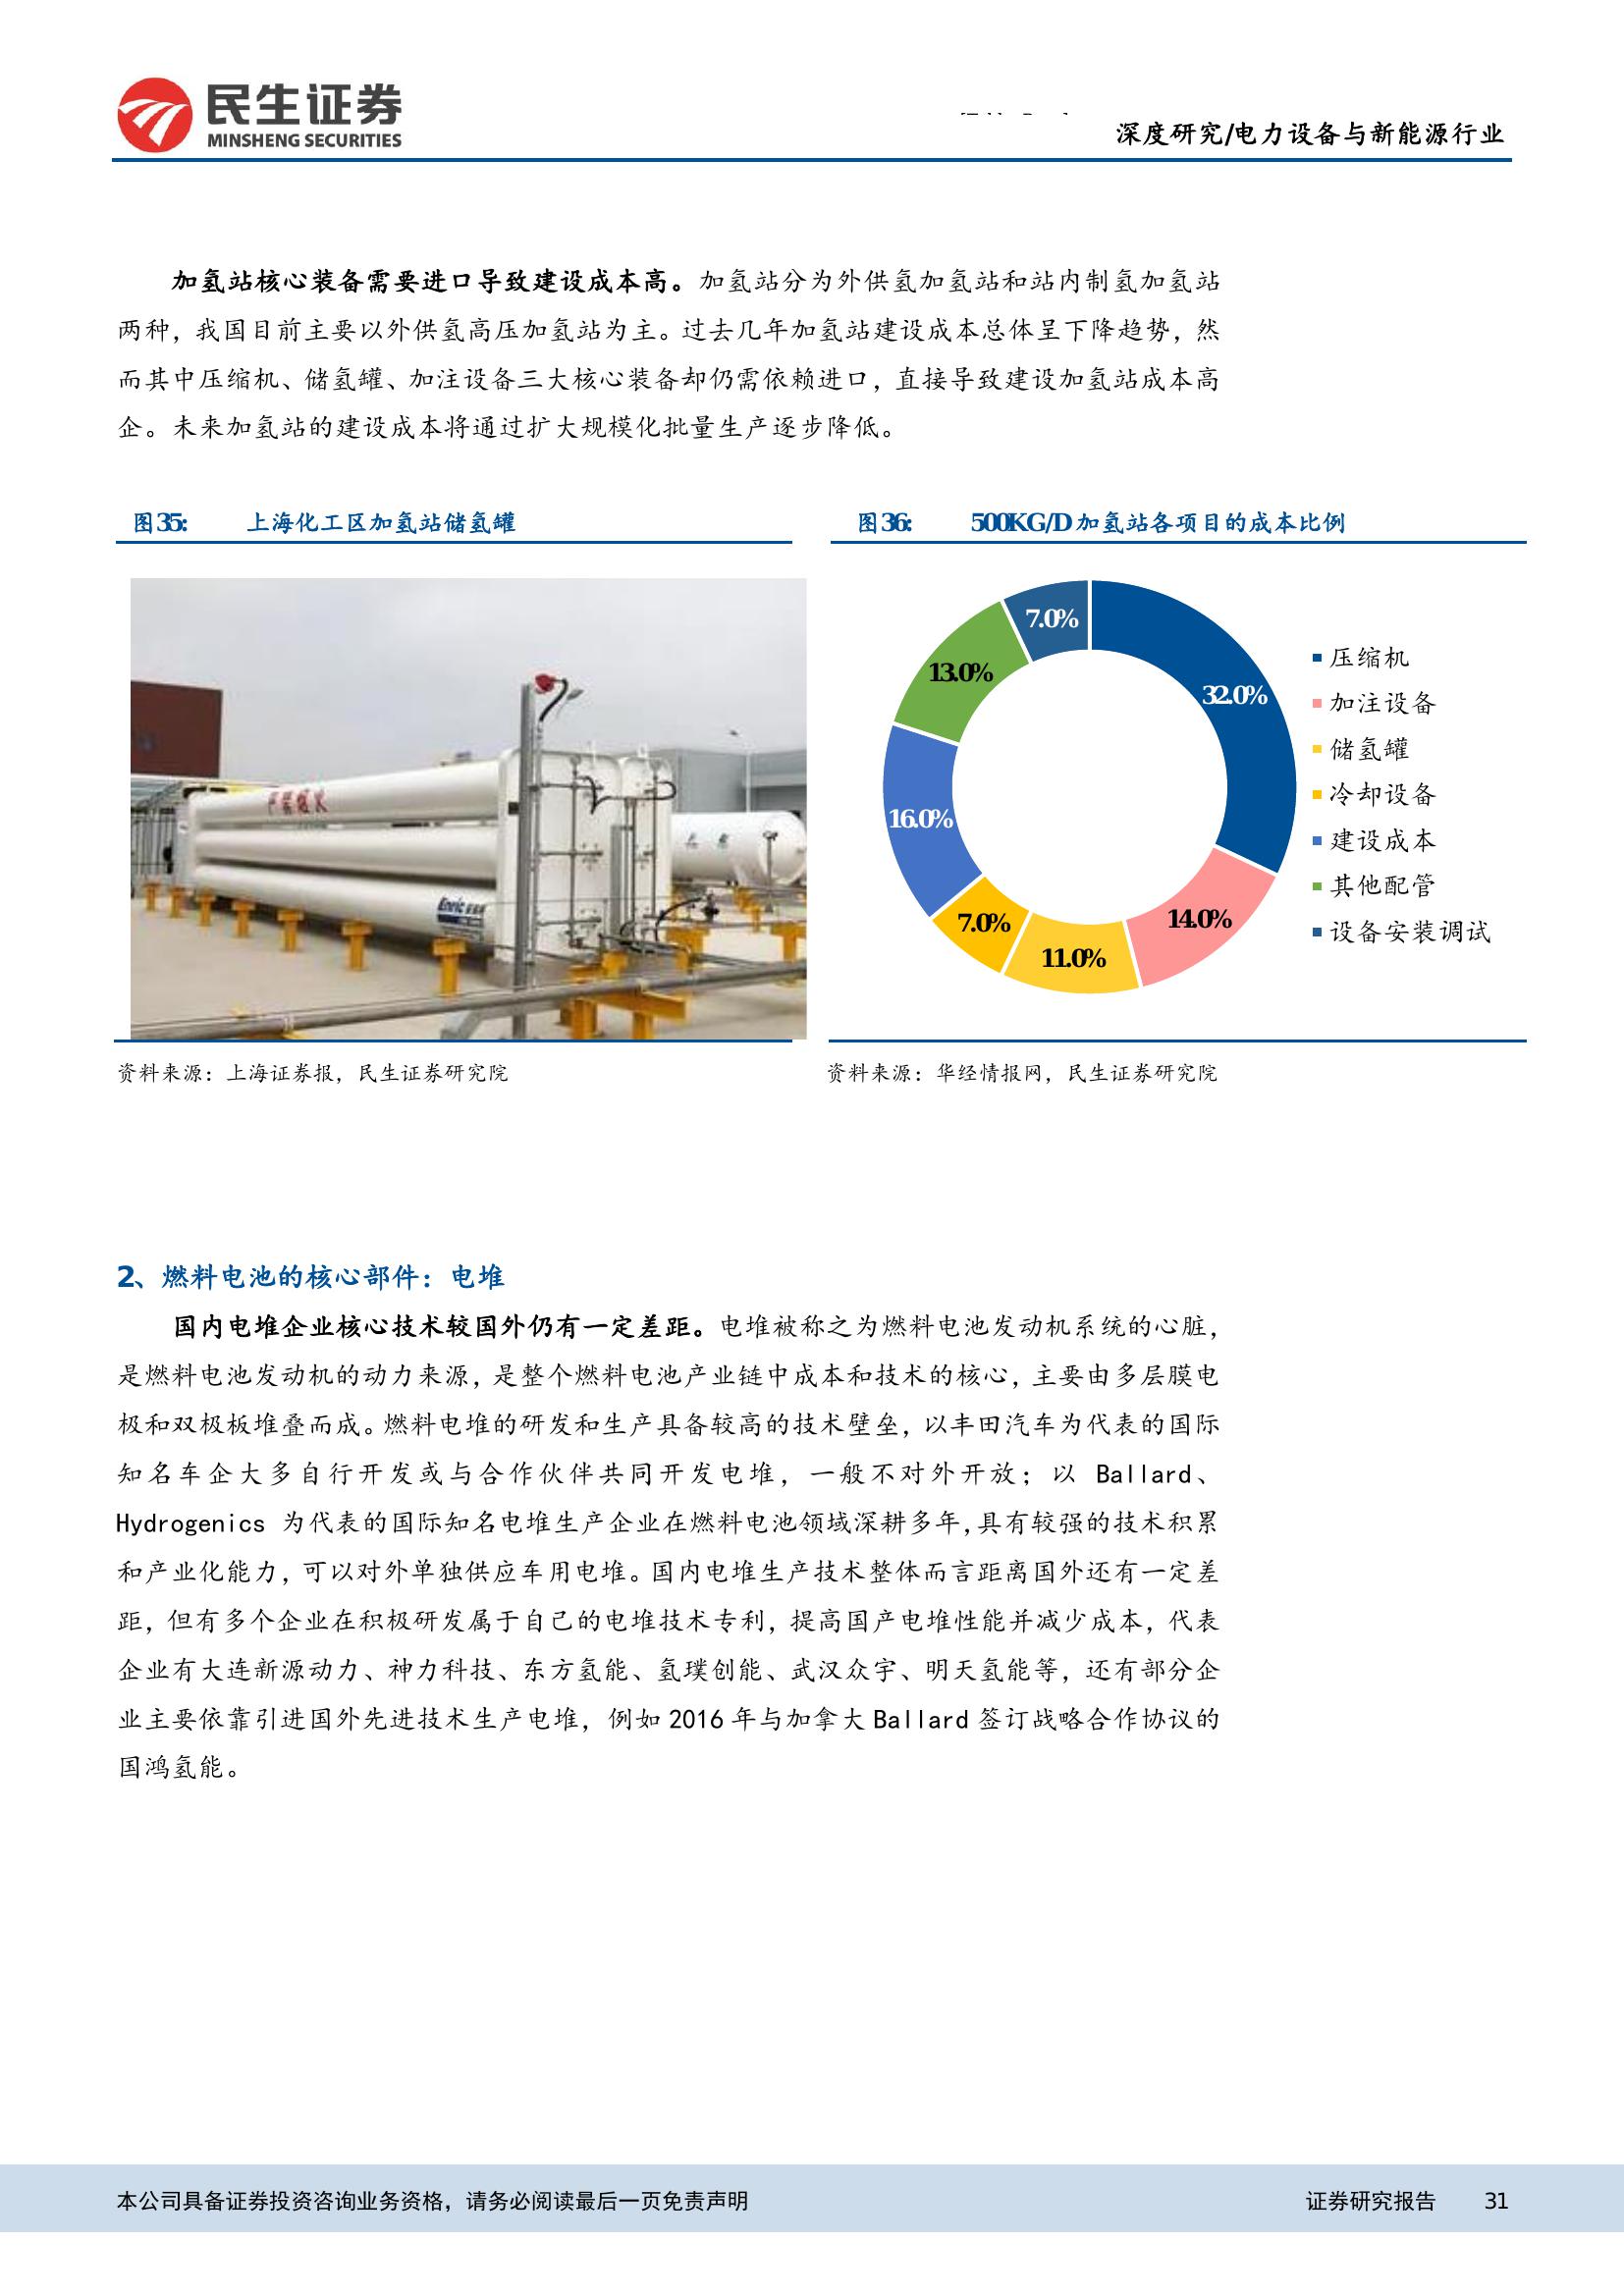 民生证券
MINSHENG SECURITIES
深度研究/电力设备与新能源行业
加氢站核心装备需要进口导致建设成本高。加氢站分为外供氢加氢站和站内制氢加氢站
两种，我国目前主要以外供氢高压加氢站为主。过去几年加氢站建设成本总体呈下降趋势，然
而其中压缩机、储氢罐、加注设备三大核心装备却仍需依赖进口，直接导致建设加氢站成本高
企。未来加氢站的建设成本将通过扩大规模化批量生产逐步降低。
图35: 上海化工区加氢站储氢罐
Enric
资料来源：上海证券报，民生证券研究院
图36: 500KG/D加氢站各项目的成本比例
7.0%
13.0%
32.0%
16.0%
7.0%
14.0%
11.0%
压缩机
加注设备
储氢罐
冷却设备
建设成本
其他配管
设备安装调试
资料来源：华经情报网，民生证券研究院
2、燃料电池的核心部件：电堆
国内电堆企业核心技术较国外仍有一定差距。电堆被称之为燃料电池发动机系统的心脏，
是燃料电池发动机的动力来源，是整个燃料电池产业链中成本和技术的核心，主要由多层膜电
极和双极板堆叠而成。燃料电堆的研发和生产具备较高的技术壁垒，以丰田汽车为代表的国际
知名车企大多自行开发或与合作伙伴共同开发电堆，一般不对外开放；以 Ballard、
Hydrogenics 为代表的国际知名电堆生产企业在燃料电池领域深耕多年，具有较强的技术积累
和产业化能力，可以对外单独供应车用电堆。国内电堆生产技术整体而言距离国外还有一定差
距，但有多个企业在积极研发属于自己的电堆技术专利，提高国产电堆性能并减少成本，代表
企业有大连新源动力、神力科技、东方氢能、氢璞创能、武汉众宇、明天氢能等，还有部分企
业主要依靠引进国外先进技术生产电堆，例如 2016 年与加拿大 Ballard 签订战略合作协议的
国鸿氢能。
本公司具备证券投资咨询业务资格，请务必阅读最后一页免责声明
证券研究报告 31